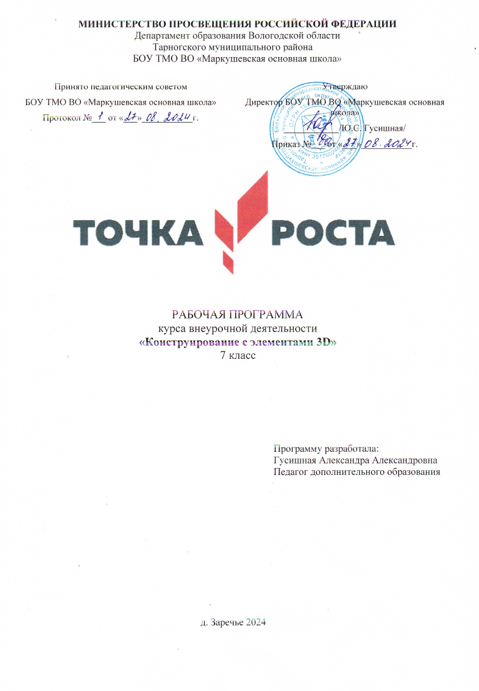 МИНИСТЕРСТВО ПРОСВЕЩЕНИЯ РОССИЙСКОЙ ФЕДЕРАЦИИ
Департамент образования Вологодской области
Тарногского муниципального района
БОУ ТМО ВО «Маркушевская основная школа»
Принято педагогическим советом
БОУ ТМО ВО «Маркушевская основная школа»
Протокол № 1 от «27» 08. 2024 г.
Утверждаю
Директор БОУ ТМО ВО «Маркушевская основная
школа»
/Ю.С. Гусишная/
Приказ № от «27» 08. 2024 г.
ТОЧКА РОСТА
РАБОЧАЯ ПРОГРАММА
курса внеурочной деятельности
«Конструирование с элементами 3D»
7 класс
Программу разработала:
Гусишная Александра Александровна
Педагог дополнительного образования
д. Заречье 2024